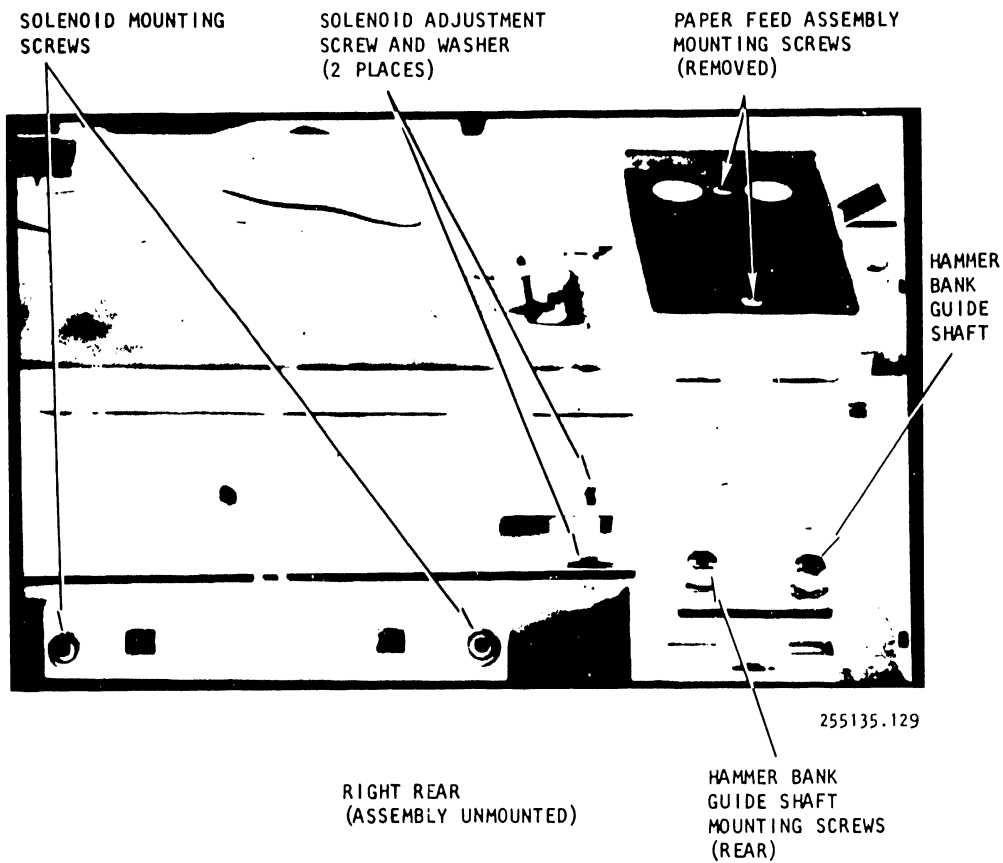 SOLENOID MOUNTING
SCREWS
SOLENOID ADJUSTMENT
SCREW AND WASHER
(2 PLACES)
PAPER FEED ASSEMBLY
MOUNTING SCREWS
(REMOVED)
HAMMER
BANK
GUIDE
SHAFT
255135.129
RIGHT REAR
(ASSEMBLY UNMOUNTED)
HAMMER BANK
GUIDE SHAFT
MOUNTING SCREWS
(REAR)